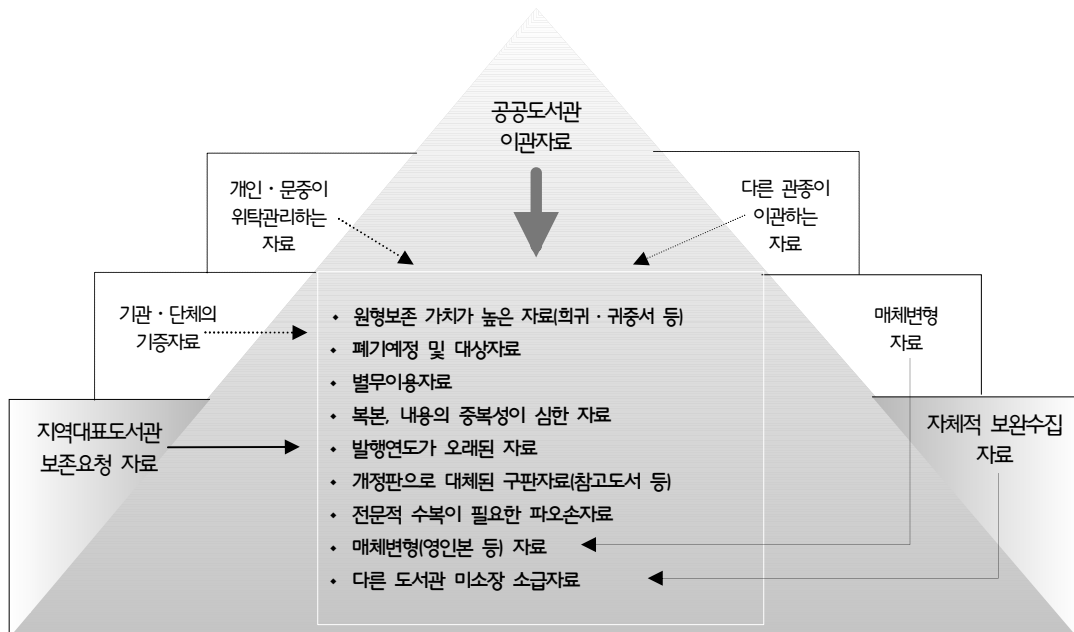 공공도서관
이관자료
개인 · 문중이
위탁관리하는
자료
다른 관종이
이관하는
자료
기관 · 단체의
기증자료
매체변형
자료
지역대표도서관
보존요청 자료
자체적 보완수집
자료
• 원형보존 가치가 높은 자료(희귀 · 귀중서 등)
• 폐기예정 및 대상자료
• 별무이용자료
• 복본, 내용의 중복성이 심한 자료
• 발행연도가 오래된 자료
• 개정판으로 대체된 구판자료(참고도서 등)
• 전문적 수복이 필요한 파오손자료
• 매체변형(영인본 등) 자료
• 다른 도서관 미소장 소급자료